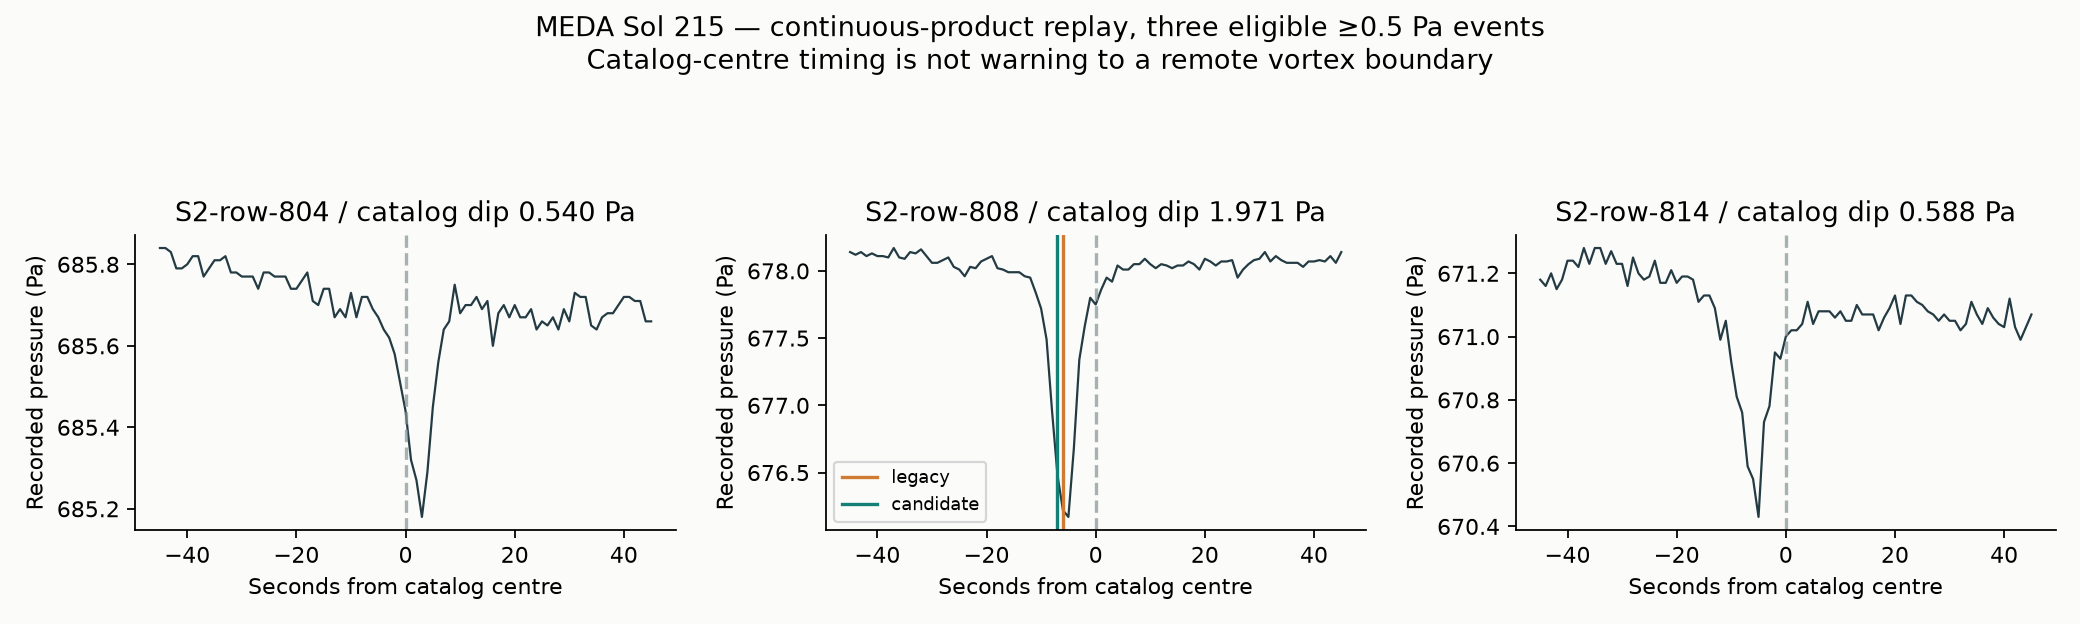 MEDA Sol 215 — continuous-product replay, three eligible ≥0.5 Pa events
Catalog-centre timing is not warning to a remote vortex boundary
S2-row-804 / catalog dip 0.540 Pa
Recorded pressure (Pa)
685.8
685.6
685.4
685.2
−40
−20
0
20
40
Seconds from catalog centre
S2-row-808 / catalog dip 1.971 Pa
Recorded pressure (Pa)
678.0
677.5
677.0
676.5
legacy
candidate
−40
−20
0
20
40
Seconds from catalog centre
S2-row-814 / catalog dip 0.588 Pa
Recorded pressure (Pa)
671.2
671.0
670.8
670.6
670.4
−40
−20
0
20
40
Seconds from catalog centre